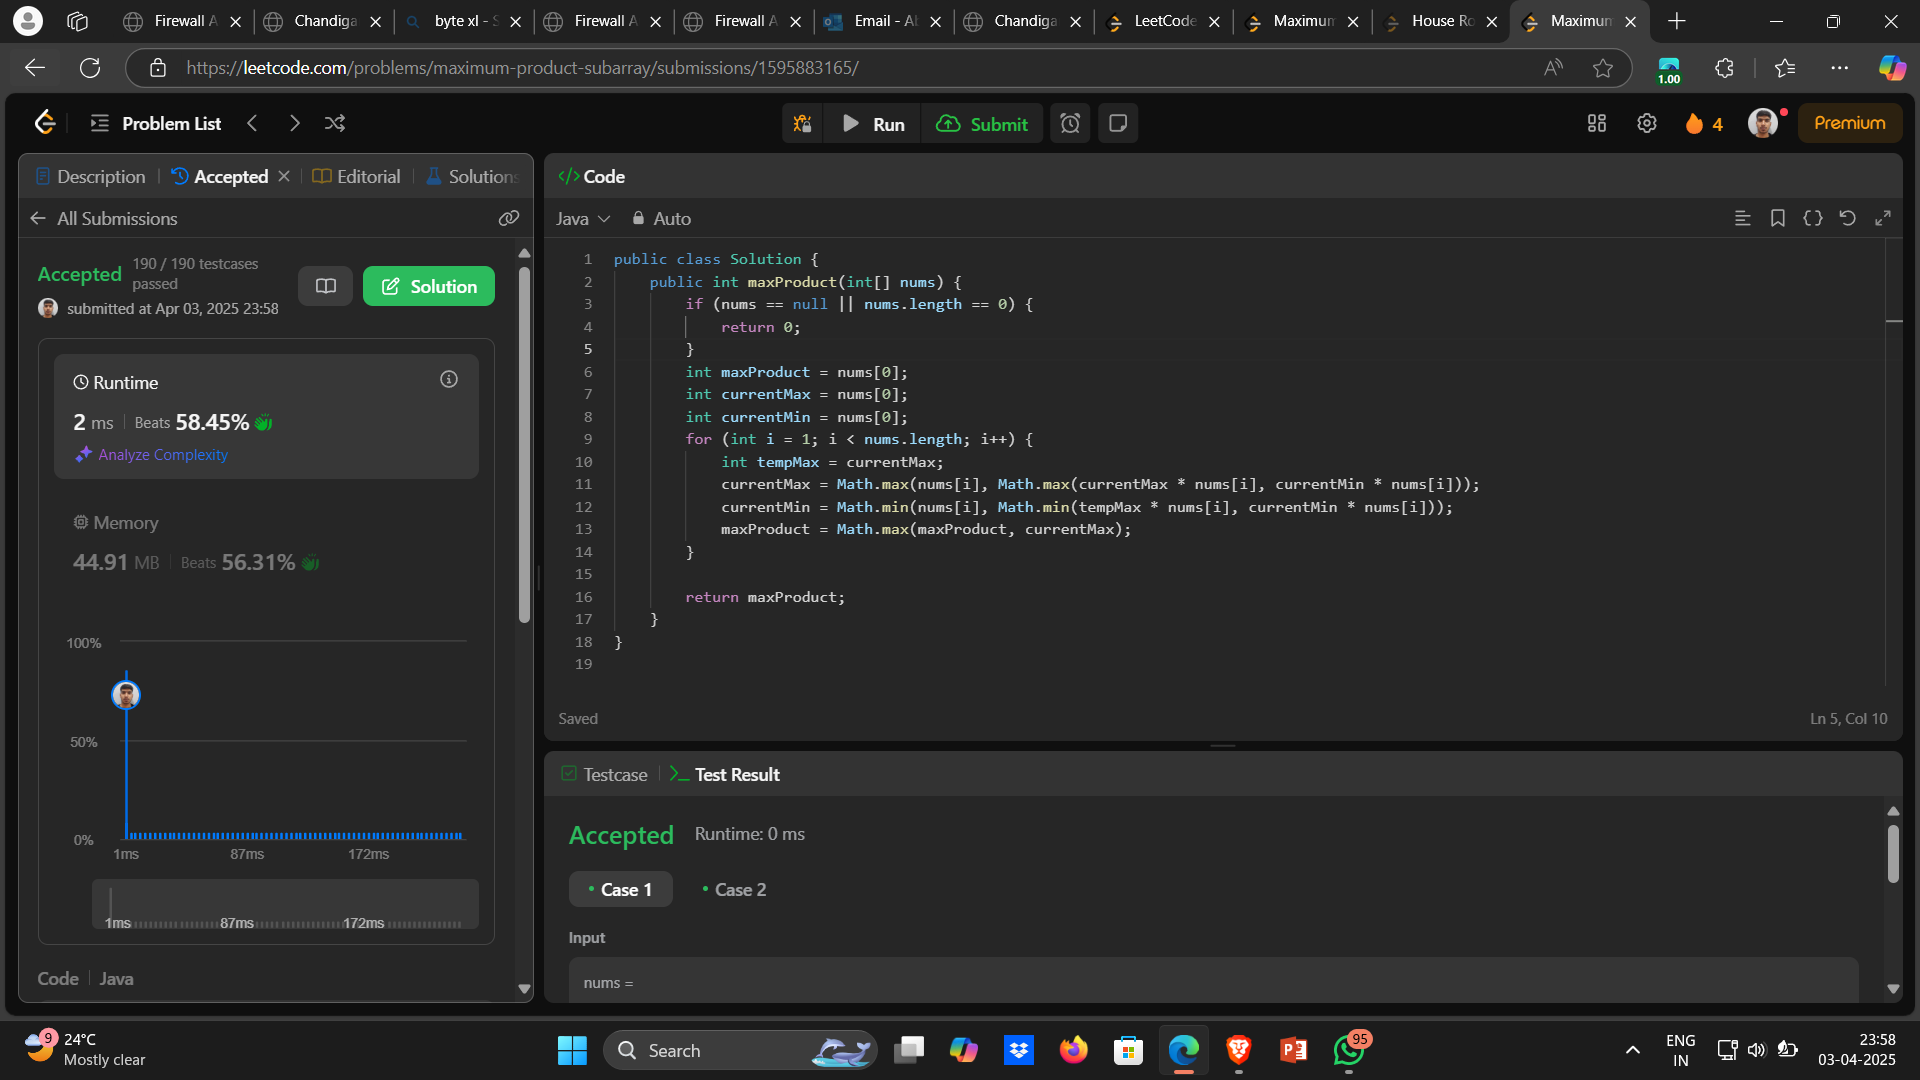 Firewall A
Chandiga
byte xl - S
Firewall A
Firewall A
Email - Al
Chandiga
LeetCode
Maximum
House Ro
Maximum
https://leetcode.com/problems/maximum-product-subarray/submissions/1595883165/
1.00
Problem List
Run
Submit
4
Premium
Description
Accepted
Editorial
Solutions
All Submissions
Accepted
190 / 190 testcases
passed
submitted at Apr 03, 2025 23:58
Solution
Runtime
2 ms
Beats 58.45%
Analyze Complexity
Memory
44.91 MB
Beats 56.31%
100%
50%
0%
1ms
87ms
172ms
1ms
87ms
172ms
Code
Java
</> Code
Java
Auto
1 public class Solution {
2 public int maxProduct(int[] nums) {
3 if (nums == null || nums.length == 0) {
4 return 0;
5 }
6 int maxProduct = nums[0];
7 int currentMax = nums[0];
8 int currentMin = nums[0];
9 for (int i = 1; i < nums.length; i++) {
10 int tempMax = currentMax;
11 currentMax = Math.max(nums[i], Math.max(currentMax * nums[i], currentMin * nums[i]));
12 currentMin = Math.min(nums[i], Math.min(tempMax * nums[i], currentMin * nums[i]));
13 maxProduct = Math.max(maxProduct, currentMax);
14 }
15
16 return maxProduct;
17 }
18 }
19
Saved
Ln 5, Col 10
Testcase
Test Result
Accepted
Runtime: 0 ms
Case 1
Case 2
Input
nums =
9
24°C
Mostly clear
Search
95
ENG
IN
23:58
03-04-2025